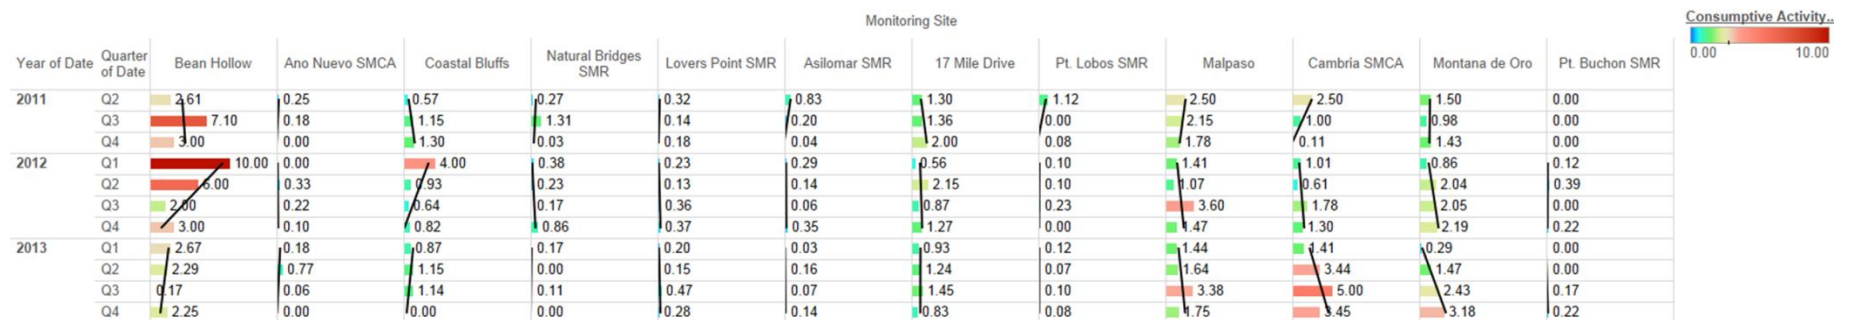 Monitoring Site
Consumptive Activity..
0.00 10.00
Year of Date Quarter of Date Bean Hollow Ano Nuevo SMCA Coastal Bluffs Natural Bridges SMR Lovers Point SMR Asilomar SMR 17 Mile Drive Pt. Lobos SMR Malpaso Cambria SMCA Montana de Oro Pt. Buchon SMR
2011 Q2 2.61 0.25 0.57 0.27 0.32 0.83 1.30 1.12 2.50 2.50 1.50 0.00
Q3 7.10 0.18 1.15 1.31 0.14 0.20 1.36 0.00 2.15 1.00 0.98 0.00
Q4 3.00 0.00 1.30 0.03 0.18 0.04 2.00 0.08 1.78 0.11 1.43 0.00
2012 Q1 10.00 0.00 4.00 0.38 0.23 0.29 0.56 0.10 1.41 1.01 0.86 0.12
Q2 6.00 0.33 0.93 0.23 0.13 0.14 2.15 0.10 1.07 0.61 2.04 0.39
Q3 2.00 0.22 0.64 0.17 0.36 0.06 0.87 0.23 3.60 1.78 2.05 0.00
Q4 3.00 0.10 0.82 0.86 0.37 0.35 1.27 0.00 1.47 1.30 2.19 0.22
2013 Q1 2.67 0.18 0.87 0.17 0.20 0.03 0.93 0.12 1.44 1.41 0.29 0.00
Q2 2.29 0.77 1.15 0.00 0.15 0.16 1.24 0.07 1.64 3.44 1.47 0.00
Q3 0.17 0.06 1.14 0.11 0.47 0.07 1.45 0.10 3.38 5.00 2.43 0.17
Q4 2.25 0.00 0.00 0.00 0.28 0.14 0.83 0.08 1.75 3.45 3.18 0.22